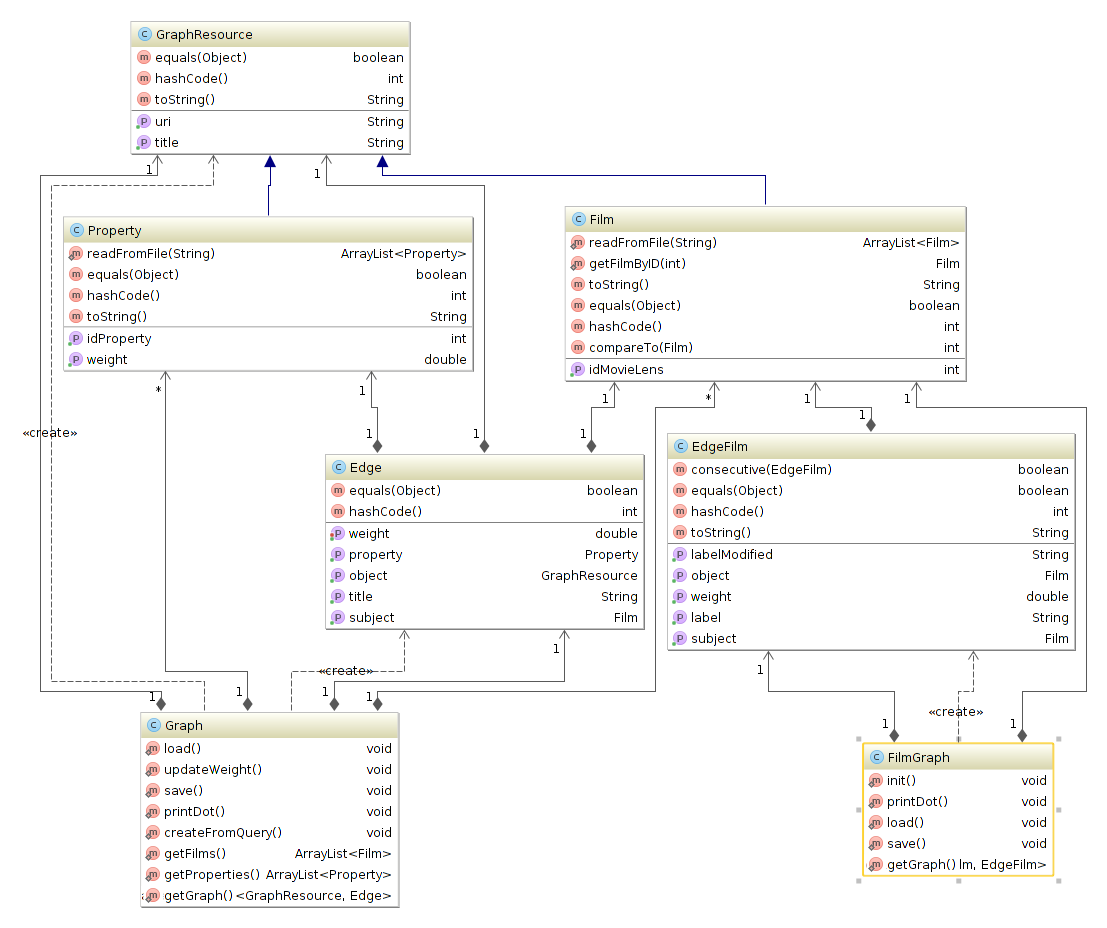 GraphResource
equals(Object) boolean
hashCode() int
toString() String
uri String
title String
1
1
Property
readFromFile(String) ArrayList<Property>
equals(Object) boolean
hashCode() int
toString() String
idProperty int
weight double
Film
readFromFile(String) ArrayList<Film>
getFilmByID(int) Film
toString() String
equals(Object) boolean
hashCode() int
compareTo(Film) int
idMovieLens int
* 1 1 * 1 1
«create» 1 1 1 1
Edge
equals(Object) boolean
hashCode() int
weight double
property Property
object GraphResource
title String
subject Film
EdgeFilm
consecutive(EdgeFilm) boolean
equals(Object) boolean
hashCode() int
toString() String
labelModified String
object Film
weight double
label String
subject Film
1
«create» 1
1 1 1 1
«create»
1 1
Graph
load() void
updateWeight() void
save() void
printDot() void
createFromQuery() void
getFilms() ArrayList<Film>
getProperties() ArrayList<Property>
getGraph() <GraphResource, Edge>
FilmGraph
init() void
printDot() void
load() void
save() void
getGraph() lm, EdgeFilm>